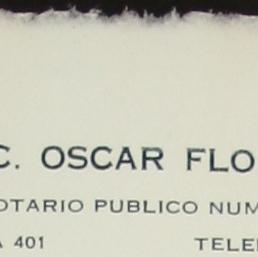 C. OSCAR FLO
OTARIO PUBLICO NUM
A 401 TELE